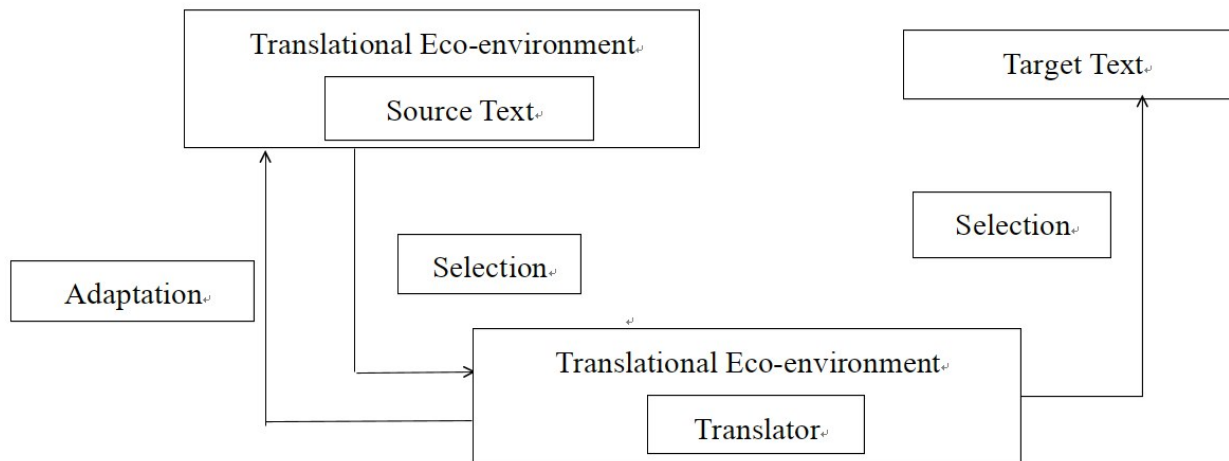 Translational Eco-environment
Source Text
Target Text
Selection
Selection
Adaptation
Translational Eco-environment
Translator